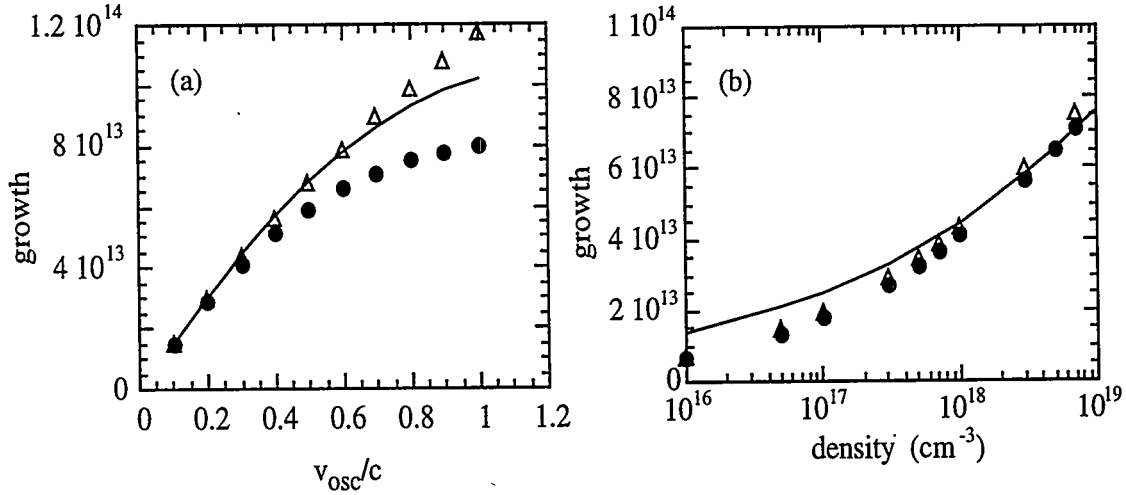 1.2 10^14
8 10^13
4 10^13
0
growth
(a)
0 0.2 0.4 0.6 0.8 1 1.2
v_osc/c
1 10^14
8 10^13
6 10^13
4 10^13
2 10^13
0
growth
(b)
10^16 10^17 10^18 10^19
density (cm^-3)